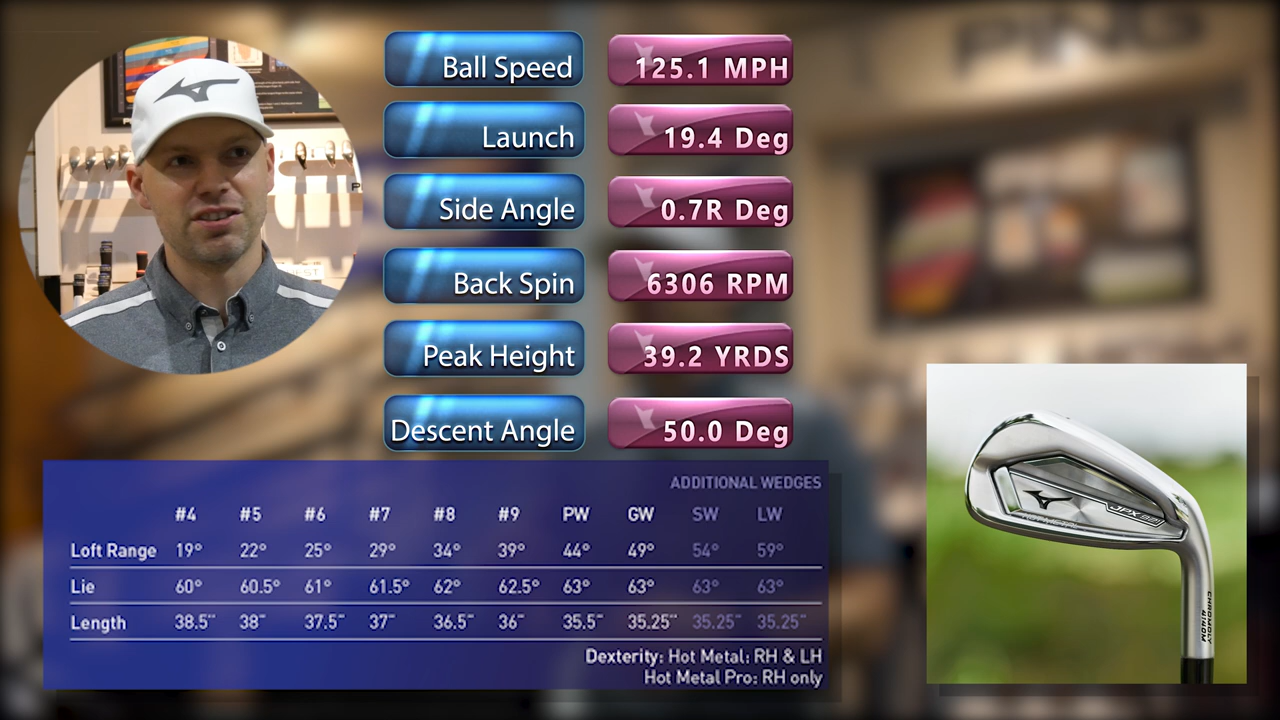 PING
Ball Speed 125.1 MPH
Launch 19.4 Deg
Side Angle 0.7R Deg
Back Spin 6306 RPM
Peak Height 39.2 YRDS
Descent Angle 50.0 Deg
ADDITIONAL WEDGES
#4 #5 #6 #7 #8 #9 PW GW SW LW
Loft Range 19° 22° 25° 29° 34° 39° 44° 49° 54° 59°
Lie 60° 60.5° 61° 61.5° 62° 62.5° 63° 63° 63° 63°
Length 38.5" 38" 37.5" 37" 36.5" 36" 35.5" 35.25" 35.25" 35.25"
Dexterity: Hot Metal: RH & LH
Hot Metal Pro: RH only
CHROMOLY
4140M